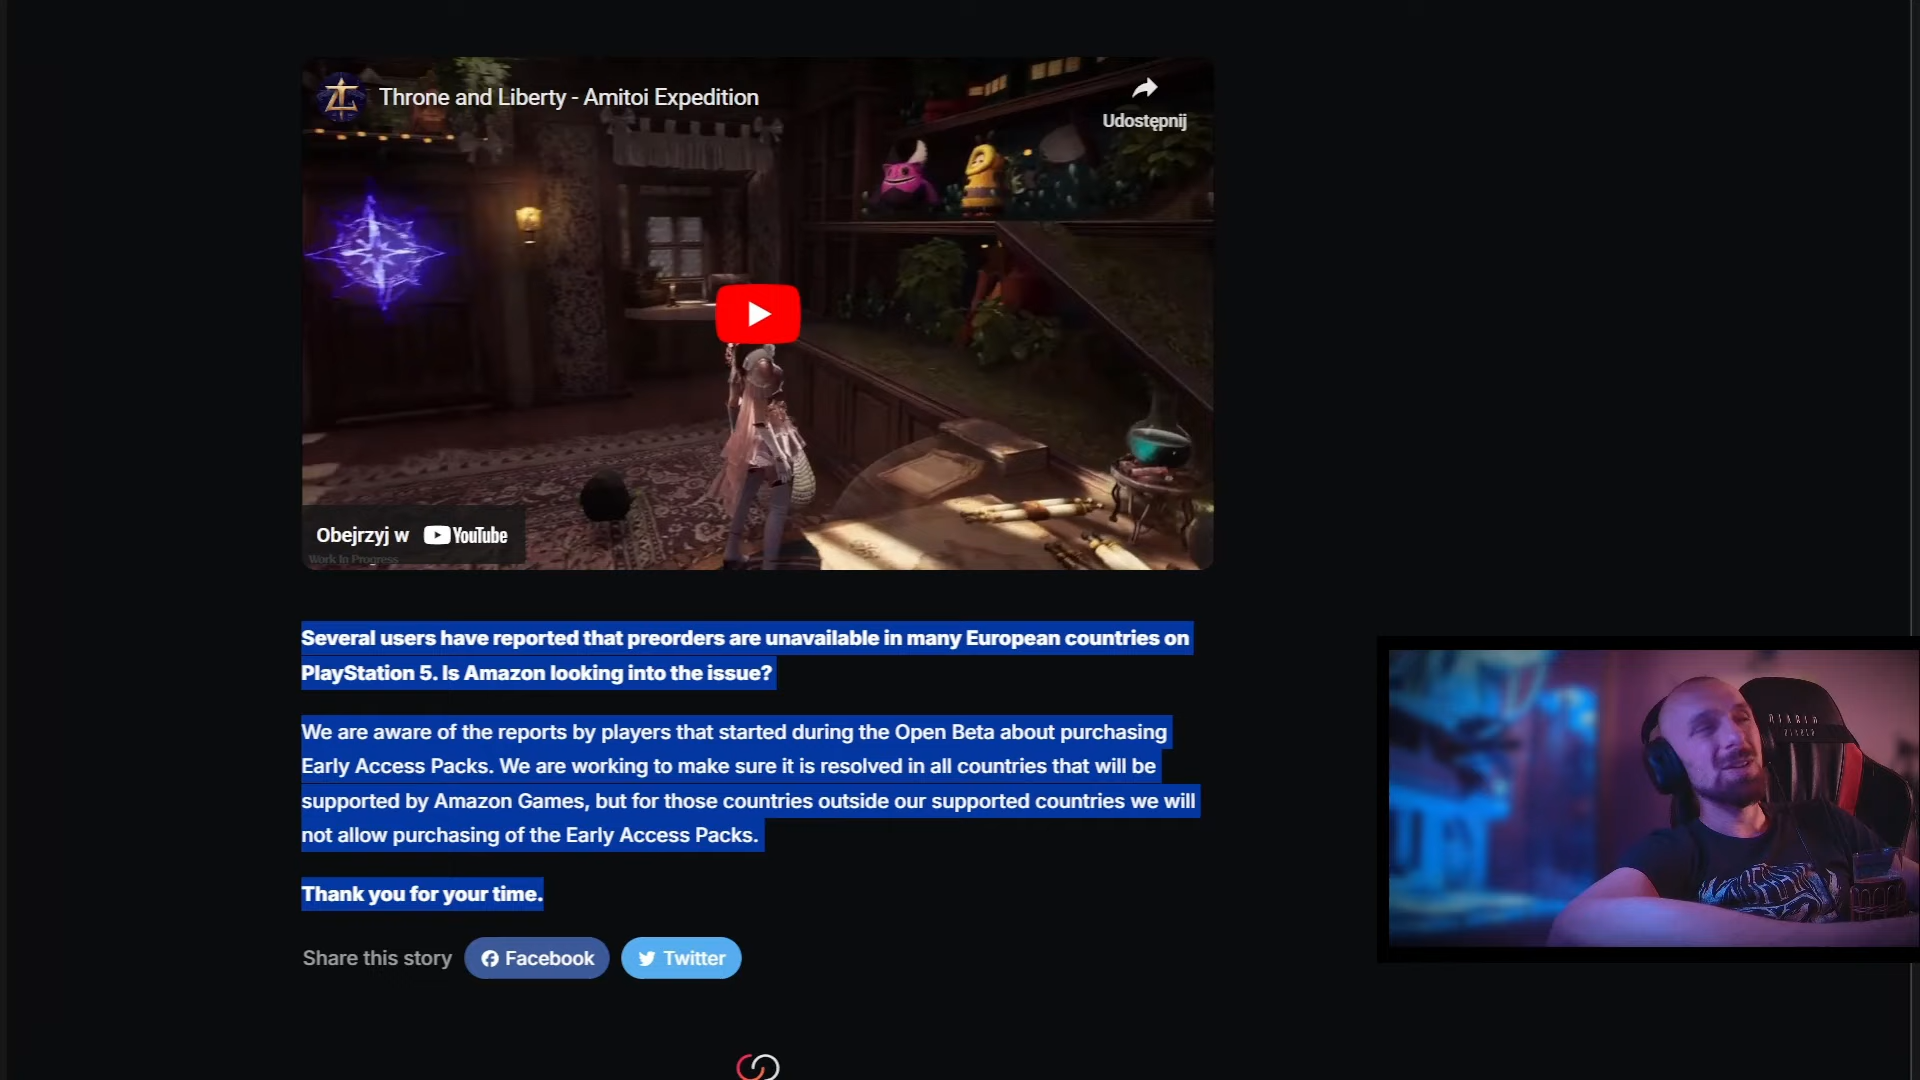 Throne and Liberty - Amitoi Expedition
Udostępnij
Obejrzyj w YouTube
Work In Progress
Several users have reported that preorders are unavailable in many European countries on
PlayStation 5. Is Amazon looking into the issue?
We are aware of the reports by players that started during the Open Beta about purchasing
Early Access Packs. We are working to make sure it is resolved in all countries that will be
supported by Amazon Games, but for those countries outside our supported countries we will
not allow purchasing of the Early Access Packs.
Thank you for your time.
Share this story
Facebook
Twitter